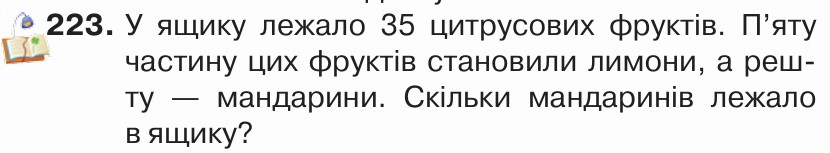 223. У ящику лежало 35 цитрусових фруктів. П’яту
частину цих фруктів становили лимони, а реш-
ту — мандарини. Скільки мандаринів лежало
в ящику?